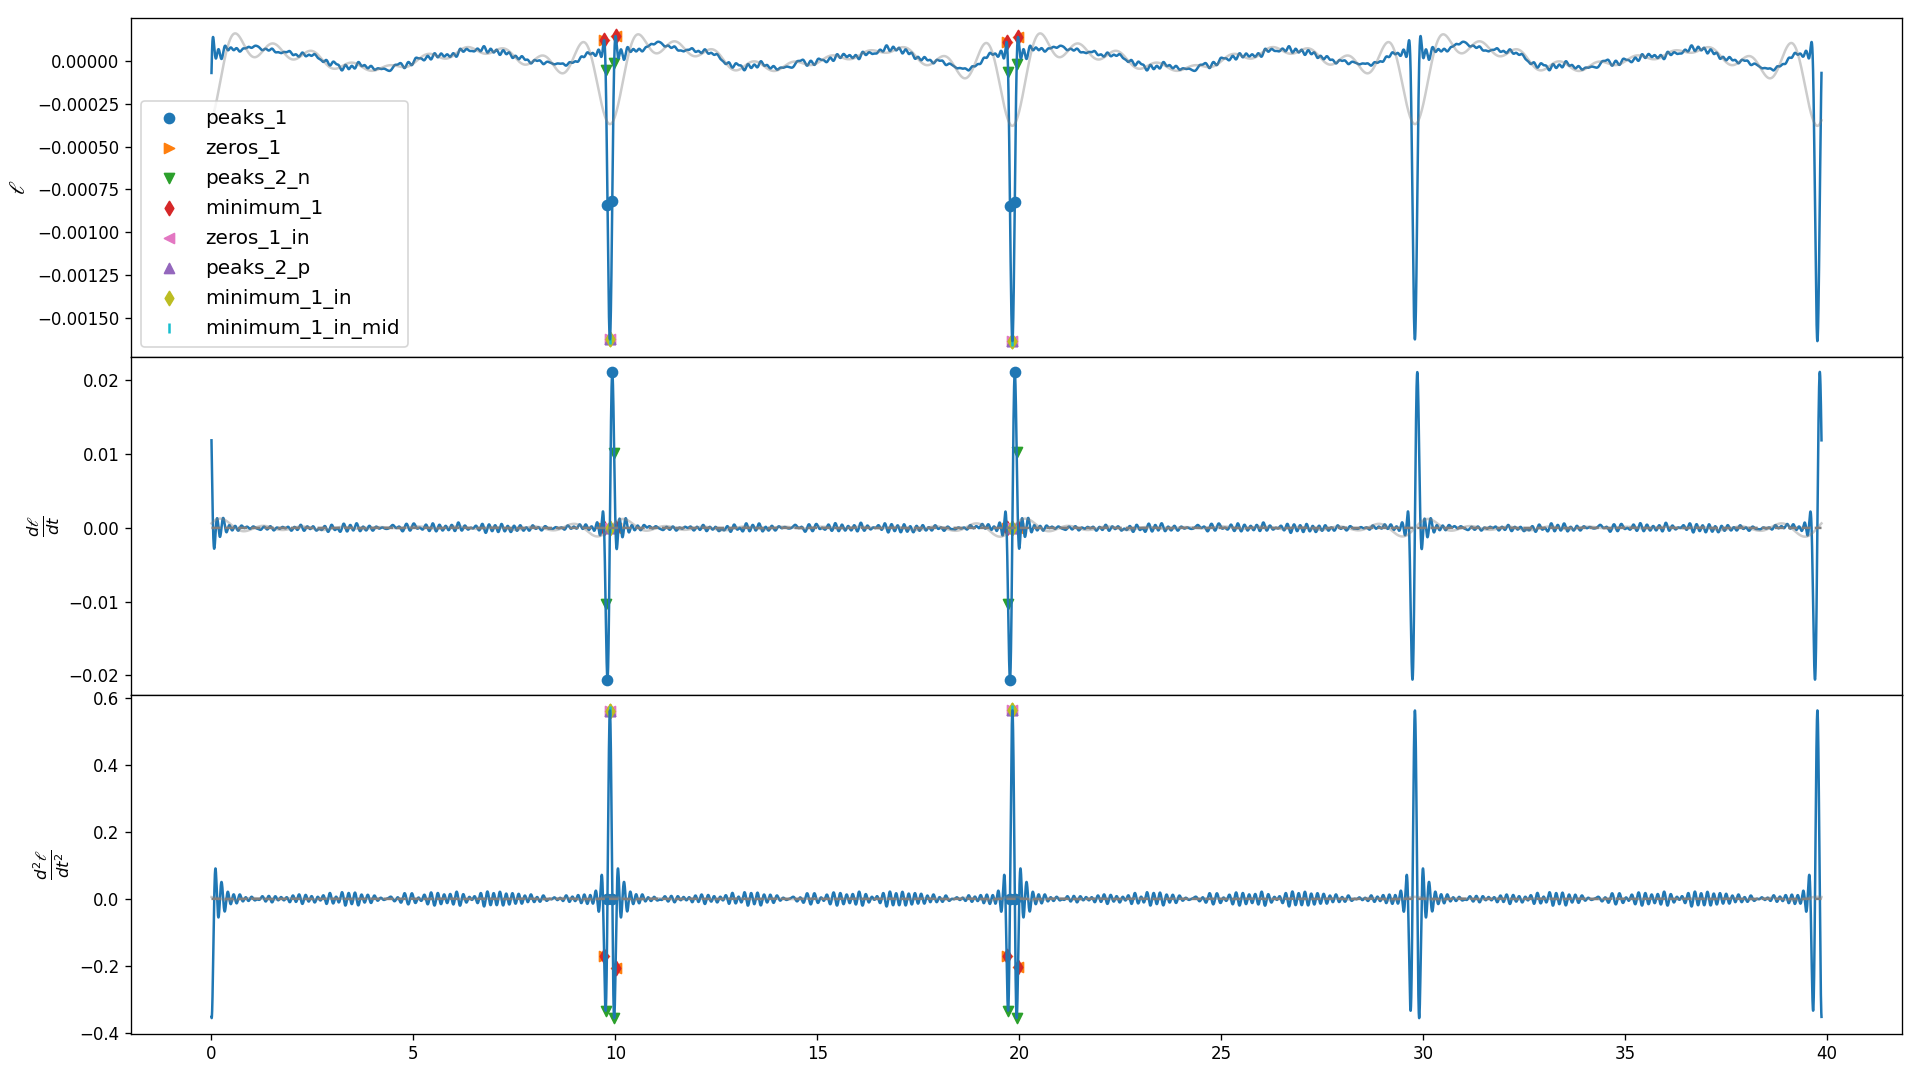 0.00000
−0.00025
−0.00050
−0.00075
−0.00100
−0.00125
−0.00150
ℓ
peaks_1
zeros_1
peaks_2_n
minimum_1
zeros_1_in
peaks_2_p
minimum_1_in
minimum_1_in_mid
0.02
0.01
0.00
−0.01
−0.02
dℓ
dt
0.6
0.4
0.2
0.0
−0.2
−0.4
d²ℓ
dt²
0 5 10 15 20 25 30 35 40